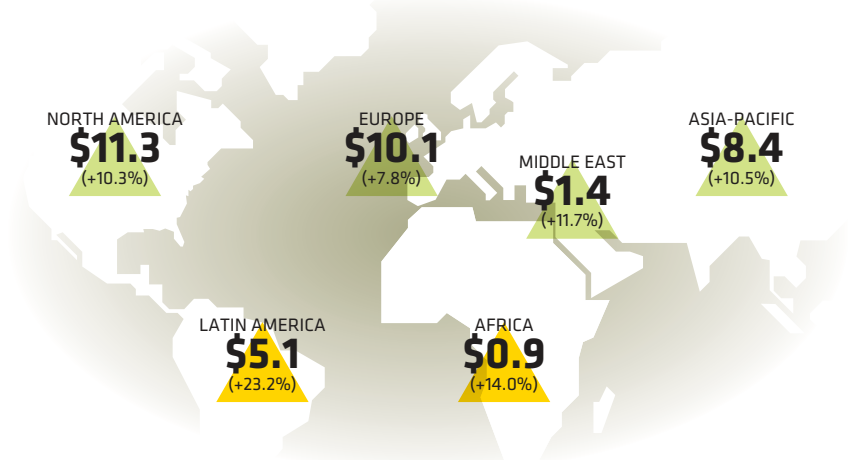 NORTH AMERICA
$11.3
(+10.3%)
EUROPE
$10.1
(+7.8%)
MIDDLE EAST
$1.4
(+11.7%)
ASIA-PACIFIC
$8.4
(+10.5%)
LATIN AMERICA
$5.1
(+23.2%)
AFRICA
$0.9
(+14.0%)